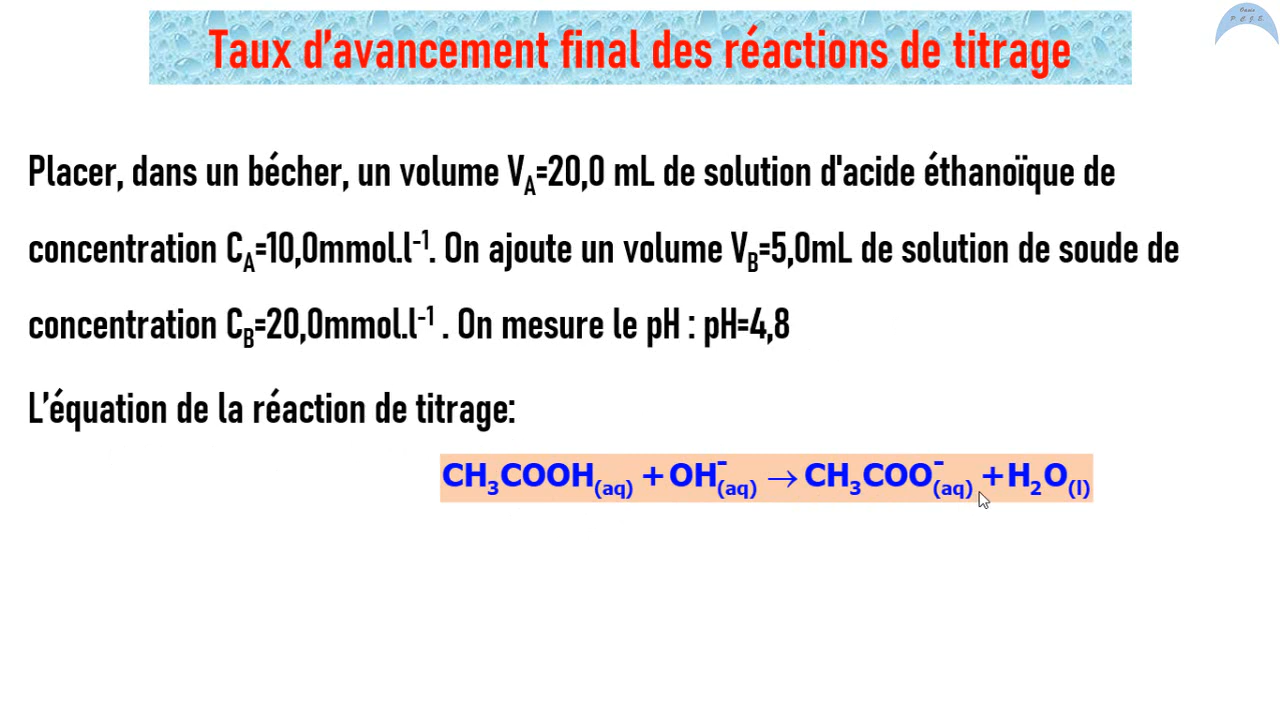 Cours
P. C. J. E.
Taux d'avancement final des réactions de titrage
Placer, dans un bécher, un volume V_A=20,0 mL de solution d'acide éthanoïque de
concentration C_A=10,0mmol.l⁻¹. On ajoute un volume V_B=5,0mL de solution de soude de
concentration C_B=20,0mmol.l⁻¹ . On mesure le pH : pH=4,8
L'équation de la réaction de titrage:
CH₃COOH(aq) + OH⁻(aq) → CH₃COO⁻(aq) +H₂O(l)